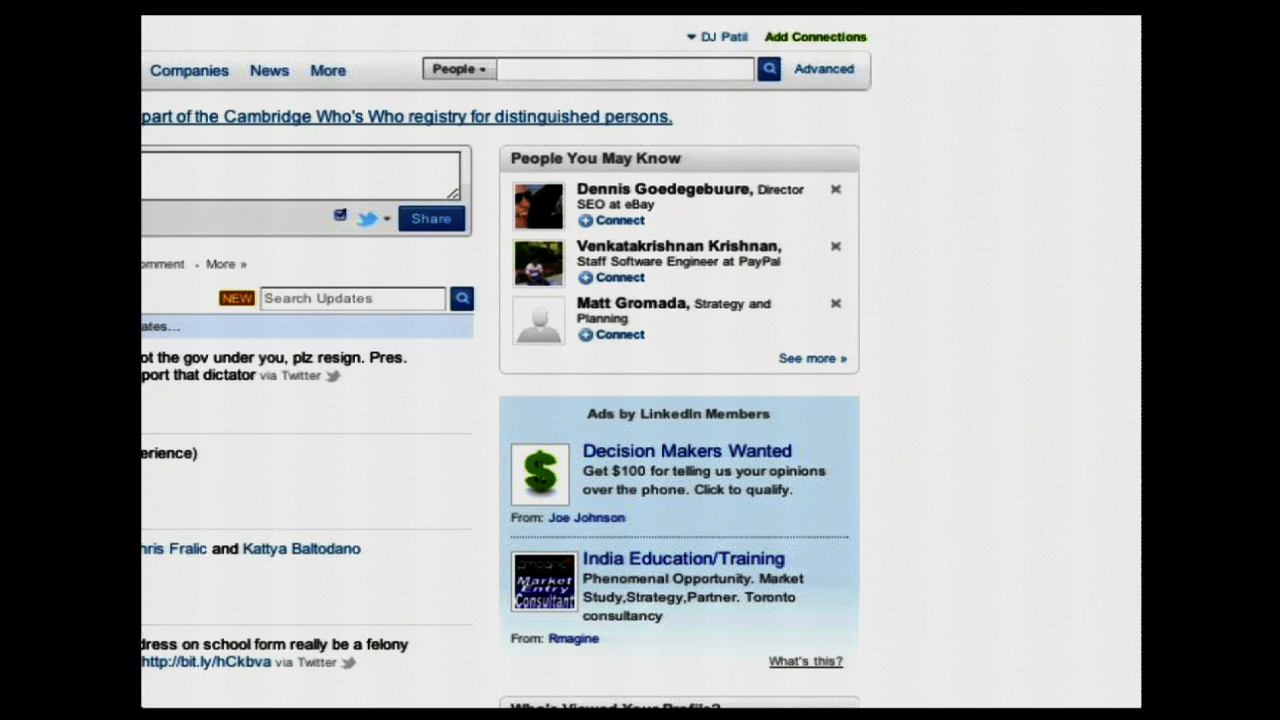 DJ Patil Add Connections
Companies News More People Advanced
part of the Cambridge Who's Who registry for distinguished persons.
Share
omment • More »
NEW Search Updates
ates...
ot the gov under you, plz resign. Pres.
port that dictator via Twitter
erience)
hris Fralic and Kattya Baltodano
dress on school form really be a felony
http://bit.ly/hCkbva via Twitter
People You May Know
Dennis Goedegebuure, Director
SEO at eBay
Connect
Venkatakrishnan Krishnan,
Staff Software Engineer at PayPal
Connect
Matt Gromada, Strategy and
Planning
Connect
See more »
Ads by LinkedIn Members
Decision Makers Wanted
Get $100 for telling us your opinions
over the phone. Click to qualify.
From: Joe Johnson
India Education/Training
Phenomenal Opportunity. Market
Study,Strategy,Partner. Toronto
consultancy
Market
Entry
Consultant
From: Rmagine
What's this?
Who's Viewed Your Profile?